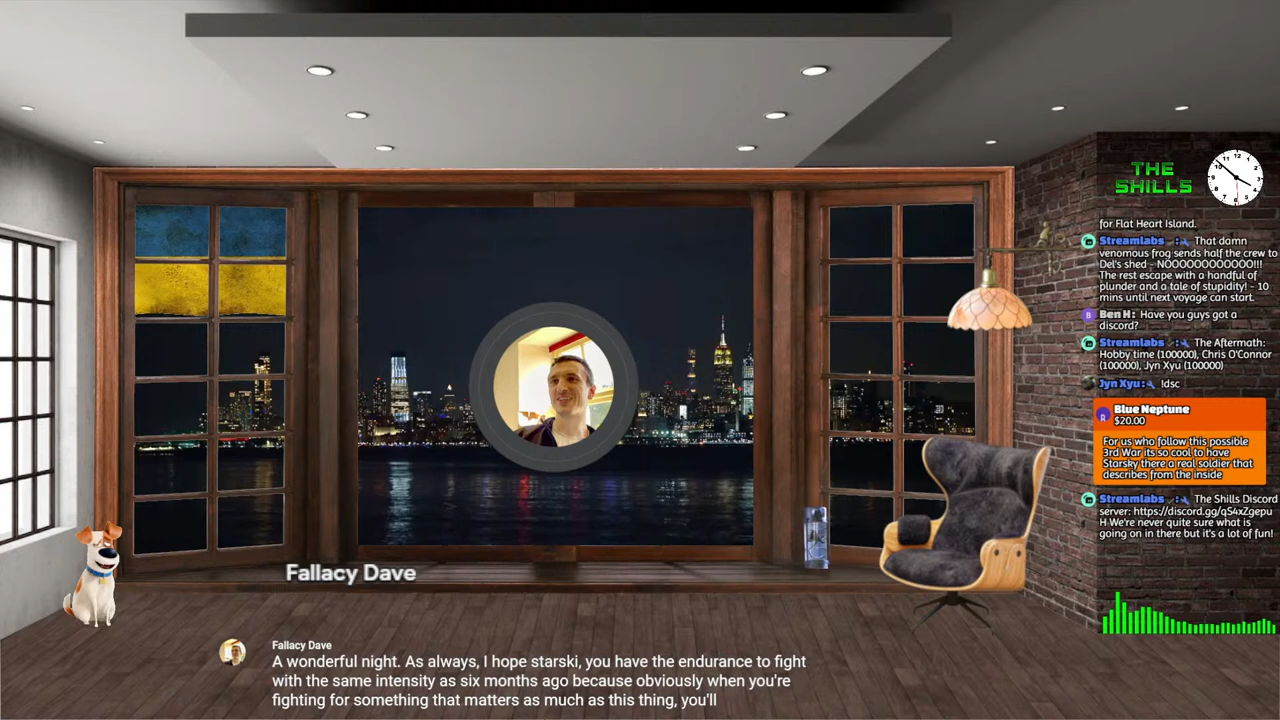 THE
SHILLS
for Flat Heart Island.
Streamlabs : That damn
venomous frog sends half the crew to
Del's shed - NOOOOOOOOOOO!!!
The rest escape with a handful of
plunder and a tale of stupidity! - 10
mins until next voyage can start.
Ben H: Have you guys got a
discord?
Streamlabs : The Aftermath:
Hobby time (100000), Chris O'Connor
(100000), Jyn Xyu (100000)
Jyn Xyu: !dsc
Blue Neptune
$20.00
For us who follow this possible
3rd War its so cool to have
Starsky there a real soldier that
describes from the inside
Streamlabs : The Shills Discord
server: https://discord.gg/qS4xZgepu
H We're never quite sure what is
going on in there but it's a lot of fun!
Fallacy Dave
Fallacy Dave
A wonderful night. As always, I hope starski, you have the endurance to fight
with the same intensity as six months ago because obviously when you're
fighting for something that matters as much as this thing, you'll